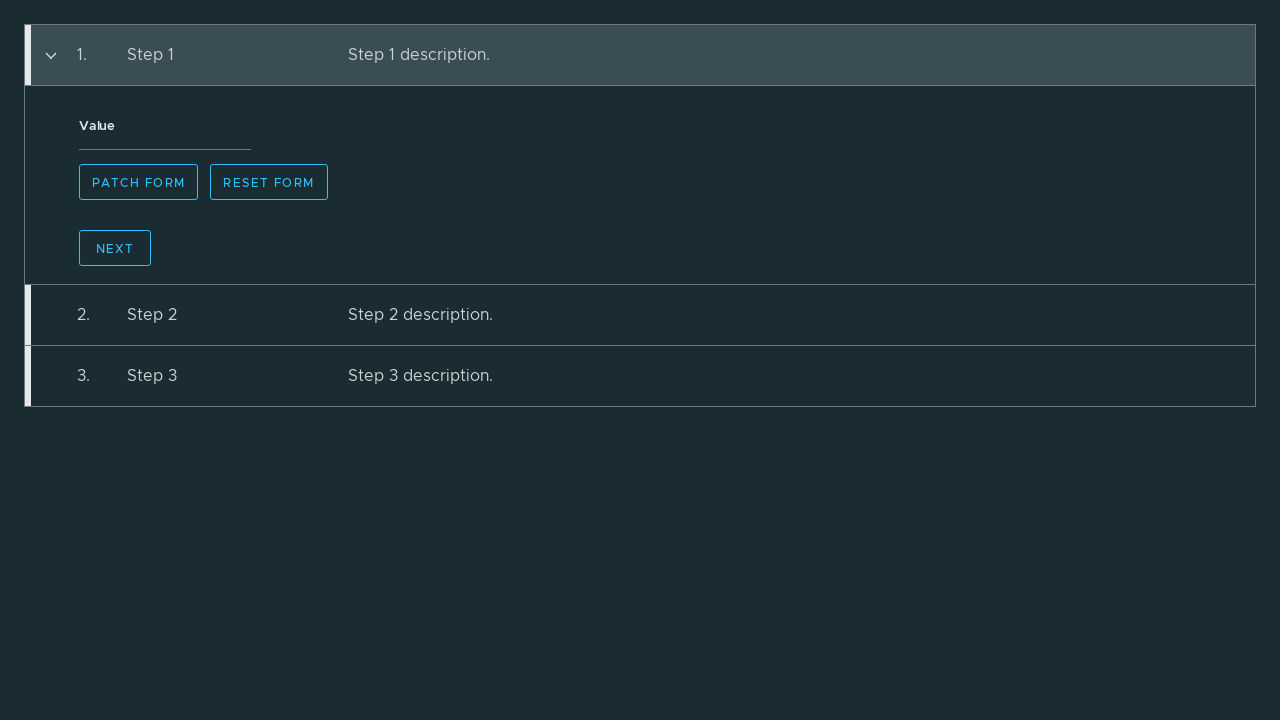 1. Step 1 Step 1 description.
Value
PATCH FORM RESET FORM
NEXT
2. Step 2 Step 2 description.
3. Step 3 Step 3 description.